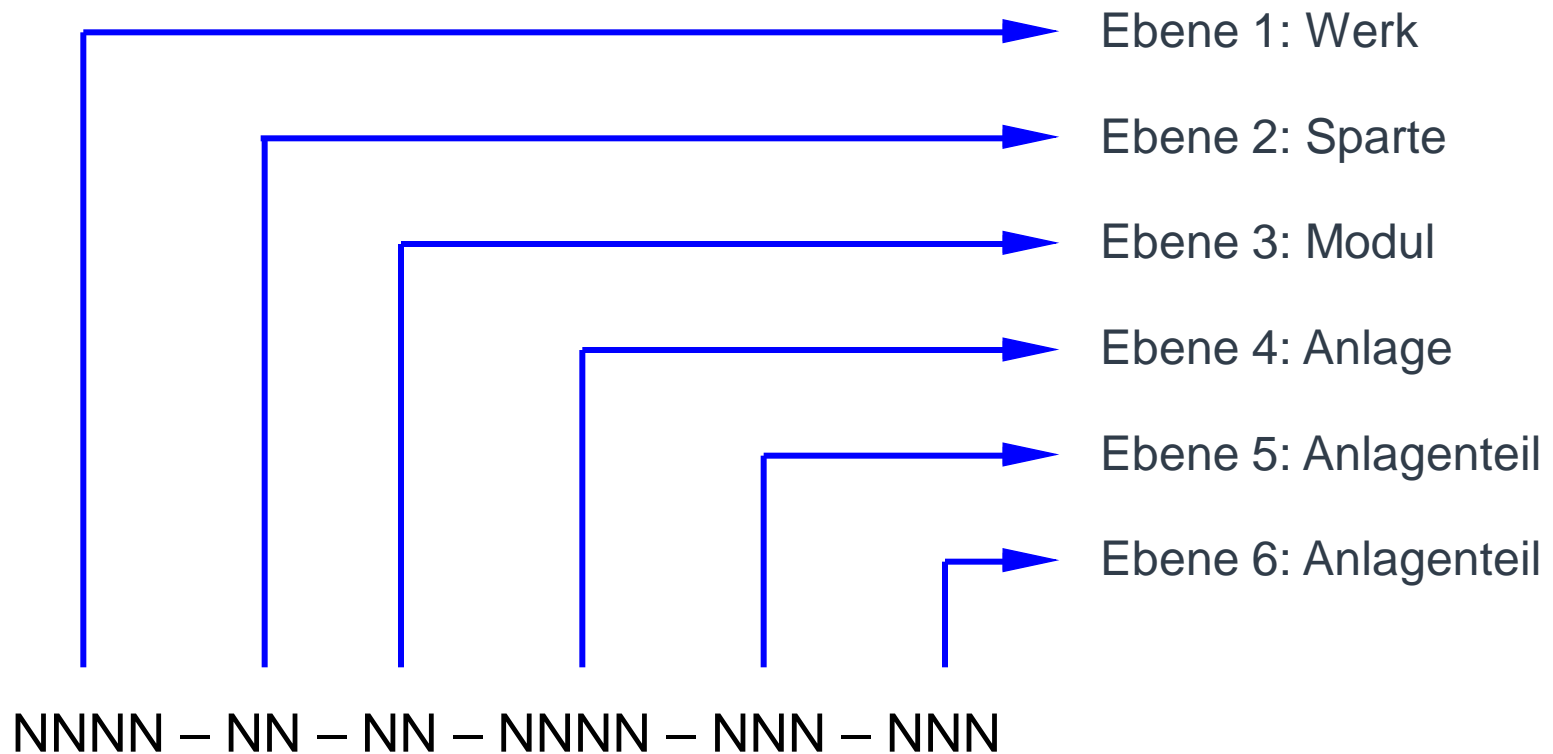 Ebene 1: Werk
Ebene 2: Sparte
Ebene 3: Modul
Ebene 4: Anlage
Ebene 5: Anlagenteil
Ebene 6: Anlagenteil
NNNN – NN – NN – NNNN – NNN – NNN